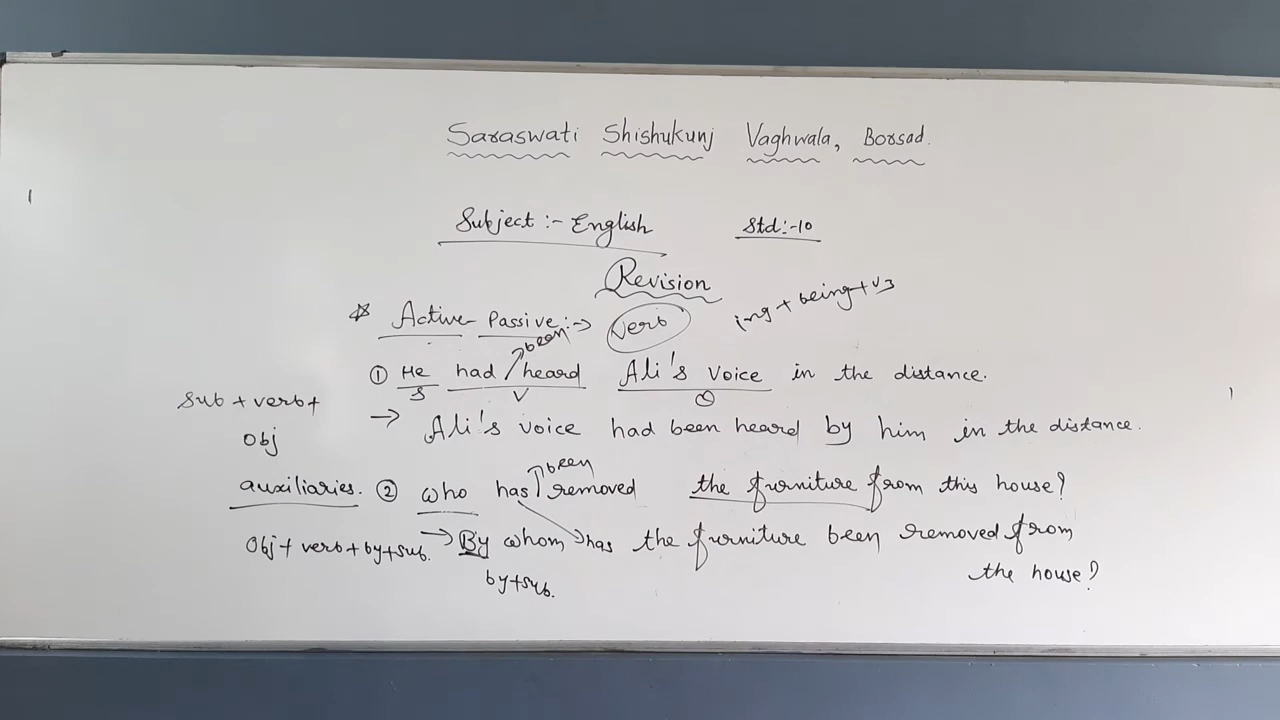 Saraswati Shishukunj Vaghwala, Borsad.
Subject :- English Std:-10
Revision
* Active Passive :-> verb ing + being + v3
been
① He had heard Ali's voice in the distance.
S V O
sub + verb +
obj
-> Ali's voice had been heard by him in the distance.
been
auxiliaries. ② who has removed the furniture from this house?
obj + verb + by + sub. -> By whom has the furniture been removed from
the house?
by + sub.